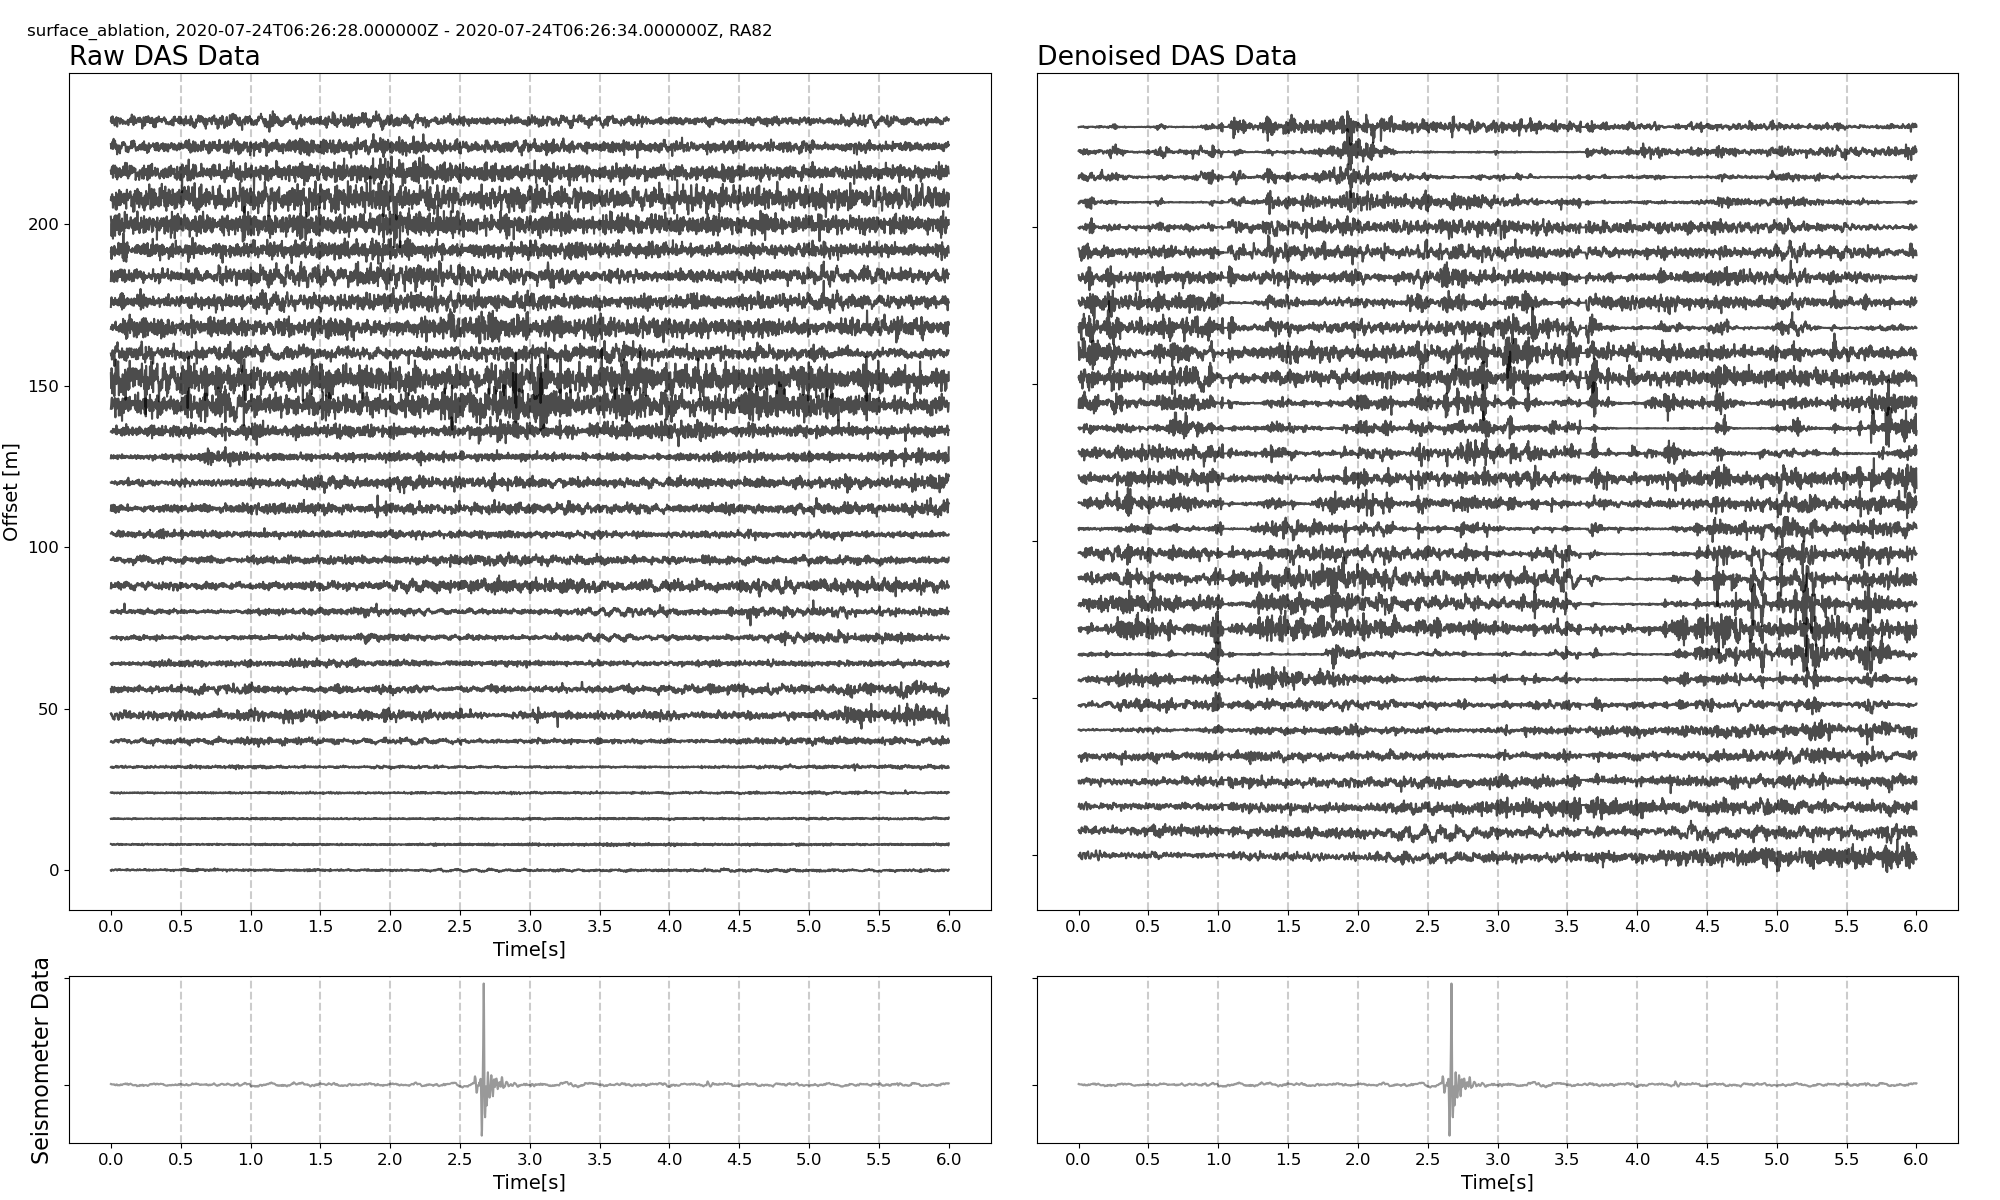 surface_ablation, 2020-07-24T06:26:28.000000Z - 2020-07-24T06:26:34.000000Z, RA82
Raw DAS Data
Denoised DAS Data
Offset [m]
200
150
100
50
0
0.0 0.5 1.0 1.5 2.0 2.5 3.0 3.5 4.0 4.5 5.0 5.5 6.0
Time[s]
0.0 0.5 1.0 1.5 2.0 2.5 3.0 3.5 4.0 4.5 5.0 5.5 6.0
Seismometer Data
0.0 0.5 1.0 1.5 2.0 2.5 3.0 3.5 4.0 4.5 5.0 5.5 6.0
Time[s]
0.0 0.5 1.0 1.5 2.0 2.5 3.0 3.5 4.0 4.5 5.0 5.5 6.0
Time[s]